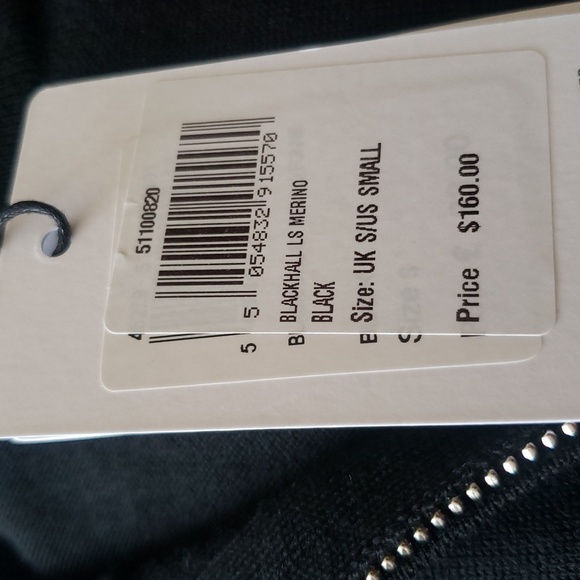 51100820
5 054832 915570
BLACKHALL LS MERINO
BLACK
Size: UK S/US SMALL
Price $160.00